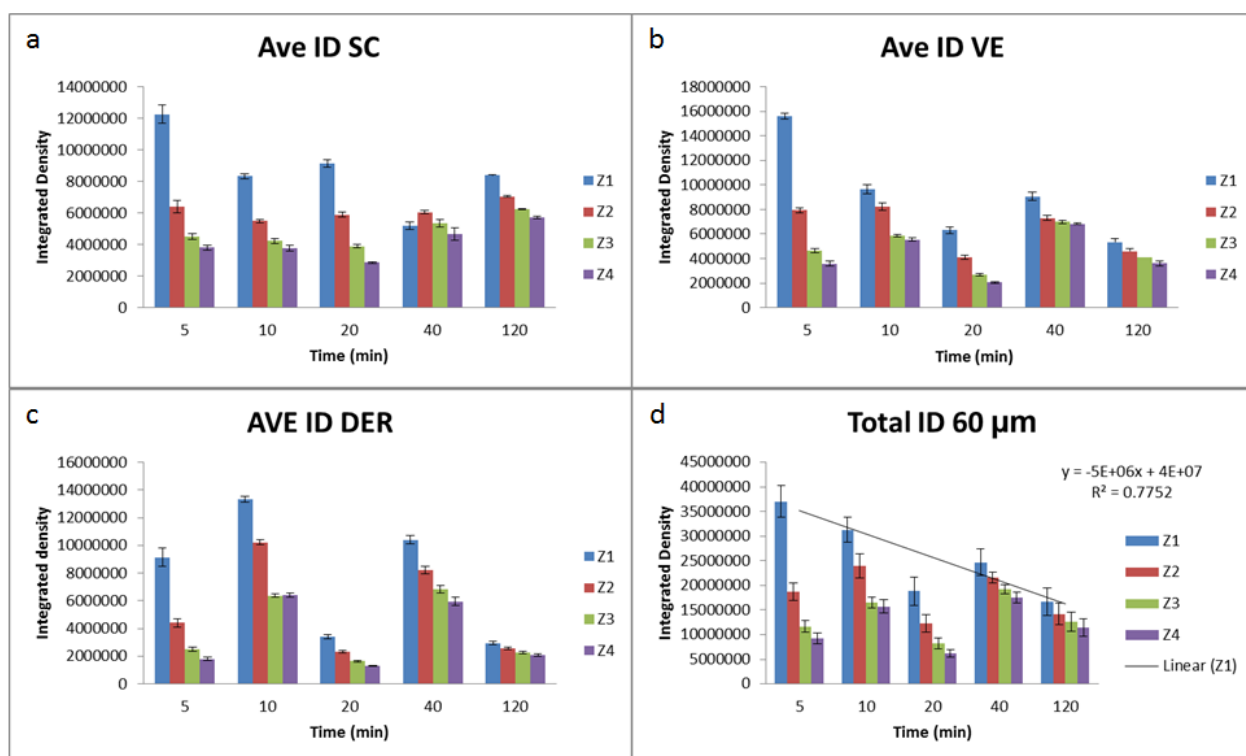 a
Ave ID SC
Integrated Density
14000000
12000000
10000000
8000000
6000000
4000000
2000000
0
5 10 20 40 120
Time (min)
Z1
Z2
Z3
Z4
b
Ave ID VE
Integrated Density
18000000
16000000
14000000
12000000
10000000
8000000
6000000
4000000
2000000
0
5 10 20 40 120
Time (min)
Z1
Z2
Z3
Z4
c
AVE ID DER
Integrated density
16000000
14000000
12000000
10000000
8000000
6000000
4000000
2000000
0
5 10 20 40 120
Time (min)
Z1
Z2
Z3
Z4
d
Total ID 60 µm
Integrated Density
45000000
40000000
35000000
30000000
25000000
20000000
15000000
10000000
5000000
0
5 10 20 40 120
Time (min)
y = -5E+06x + 4E+07
R² = 0.7752
Z1
Z2
Z3
Z4
Linear (Z1)